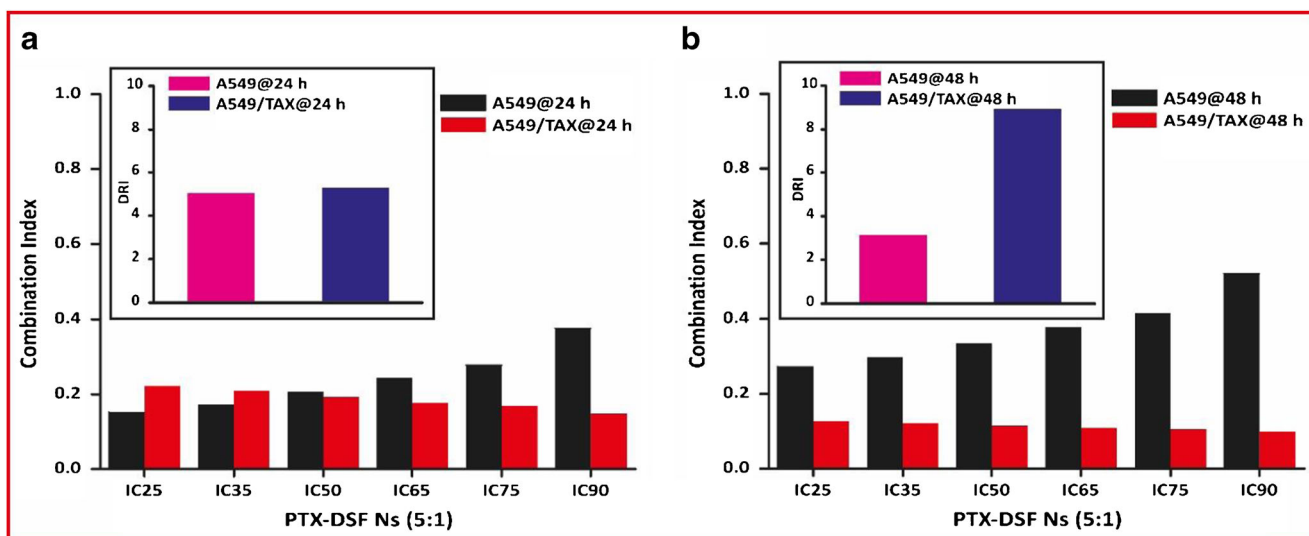 a
Combination Index
1.0
0.8
0.6
0.4
0.2
0.0
DRI
10
8
6
4
2
0
A549@24 h
A549/TAX@24 h
A549@24 h
A549/TAX@24 h
IC25 IC35 IC50 IC65 IC75 IC90
PTX-DSF Ns (5:1)
b
Combination Index
1.0
0.8
0.6
0.4
0.2
0.0
DRI
10
8
6
4
2
0
A549@48 h
A549/TAX@48 h
A549@48 h
A549/TAX@48 h
IC25 IC35 IC50 IC65 IC75 IC90
PTX-DSF Ns (5:1)